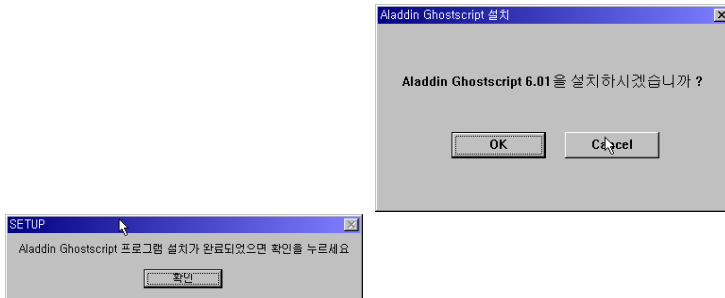 Aladdin Ghostscript 설치
Aladdin Ghostscript 6.01을 설치하시겠습니까 ?
OK
Cancel
SETUP
Aladdin Ghostscript 프로그램 설치가 완료되었으면 확인을 누르세요
확인